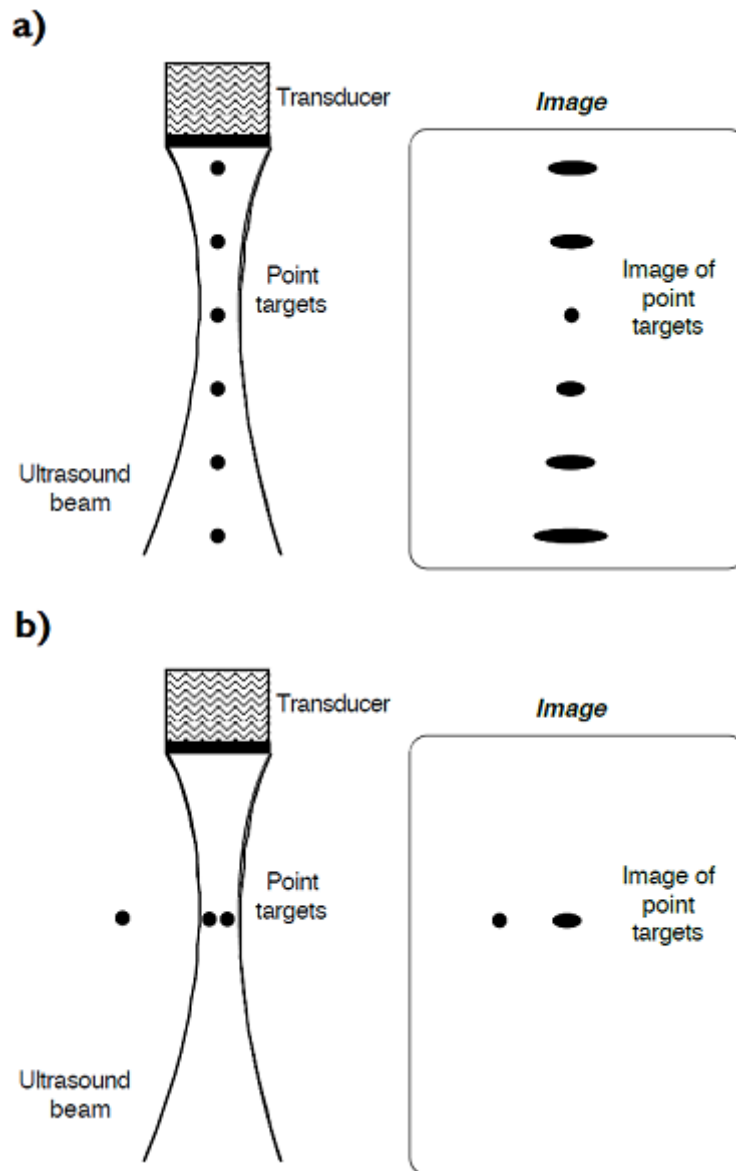 a)
Transducer
Image
Point
targets
Image of
point
targets
Ultrasound
beam
b)
Transducer
Image
Point
targets
Image of
point
targets
Ultrasound
beam